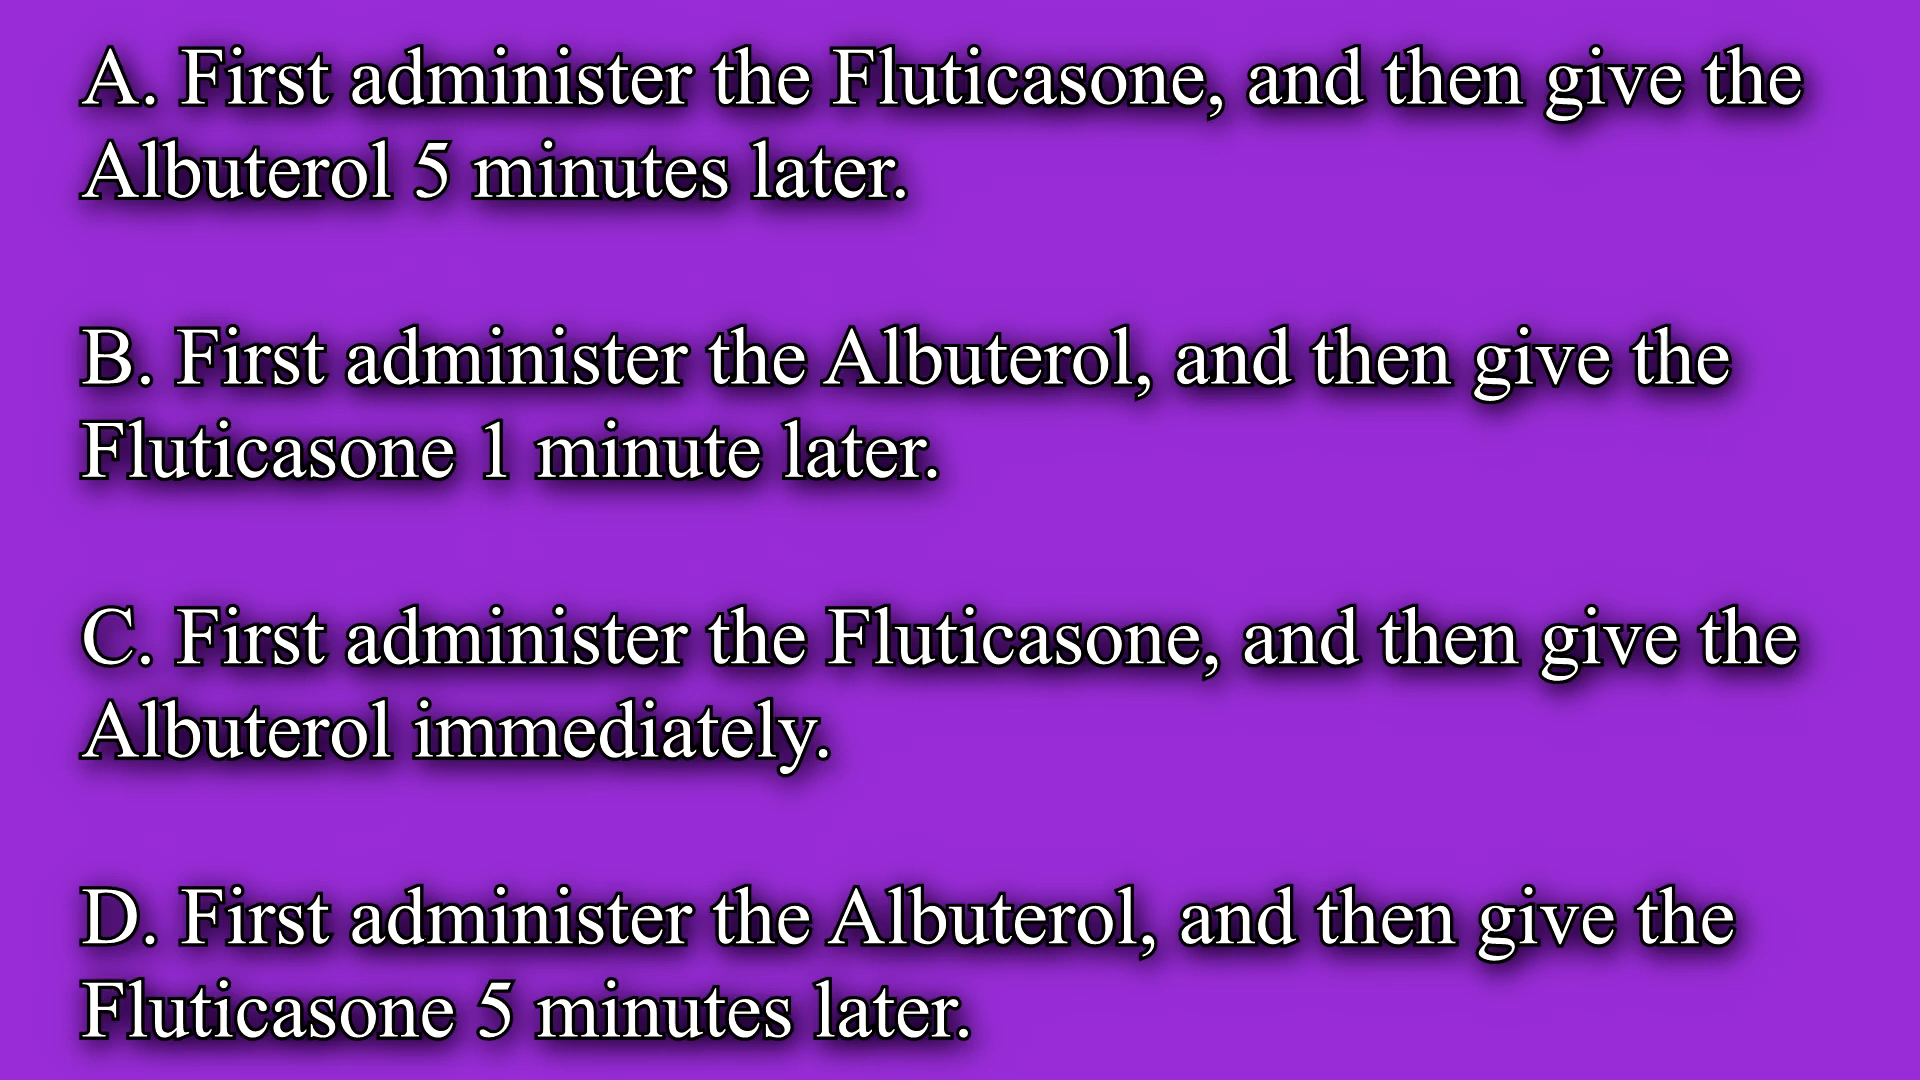 A. First administer the Fluticasone, and then give the
Albuterol 5 minutes later.
B. First administer the Albuterol, and then give the
Fluticasone 1 minute later.
C. First administer the Fluticasone, and then give the
Albuterol immediately.
D. First administer the Albuterol, and then give the
Fluticasone 5 minutes later.